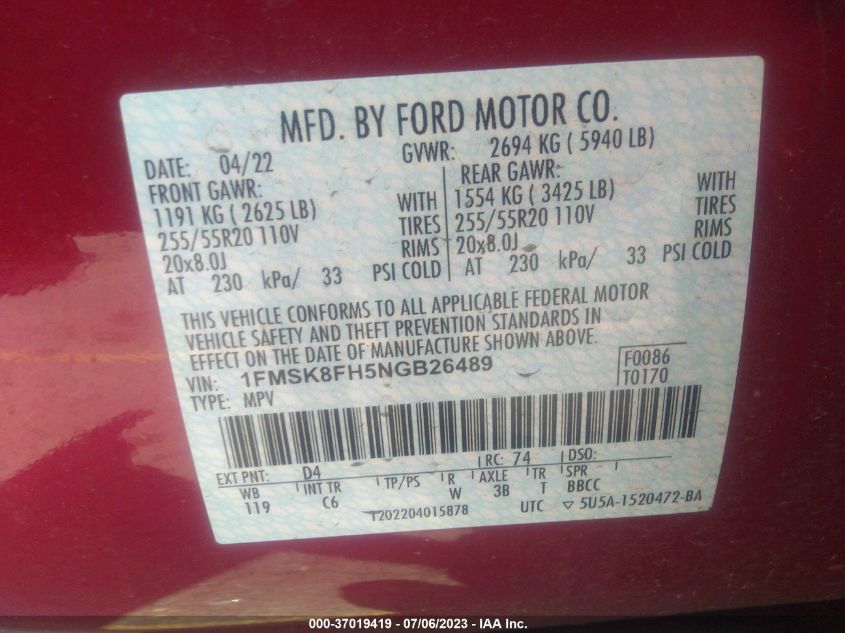 MFD. BY FORD MOTOR CO.
DATE: 04/22 GVWR: 2694 KG ( 5940 LB)
FRONT GAWR: REAR GAWR:
1191 KG ( 2625 LB) WITH 1554 KG ( 3425 LB) WITH
255/55R20 110V TIRES 255/55R20 110V TIRES
20x8.0J RIMS 20x8.0J RIMS
AT 230 kPa/ 33 PSI COLD AT 230 kPa/ 33 PSI COLD
THIS VEHICLE CONFORMS TO ALL APPLICABLE FEDERAL MOTOR
VEHICLE SAFETY AND THEFT PREVENTION STANDARDS IN
EFFECT ON THE DATE OF MANUFACTURE SHOWN ABOVE.
VIN: 1FMSK8FH5NGB26489 F0086
TYPE: MPV T0170
EXT PNT: D4 RC: 74 DSO:
WB INT TR TP/PS R AXLE TR SPR
119 C6 W 3B T BBCC
T202204015878 UTC ▽ 5U5A-1520472-BA
000-37019419 - 07/06/2023 - IAA Inc.